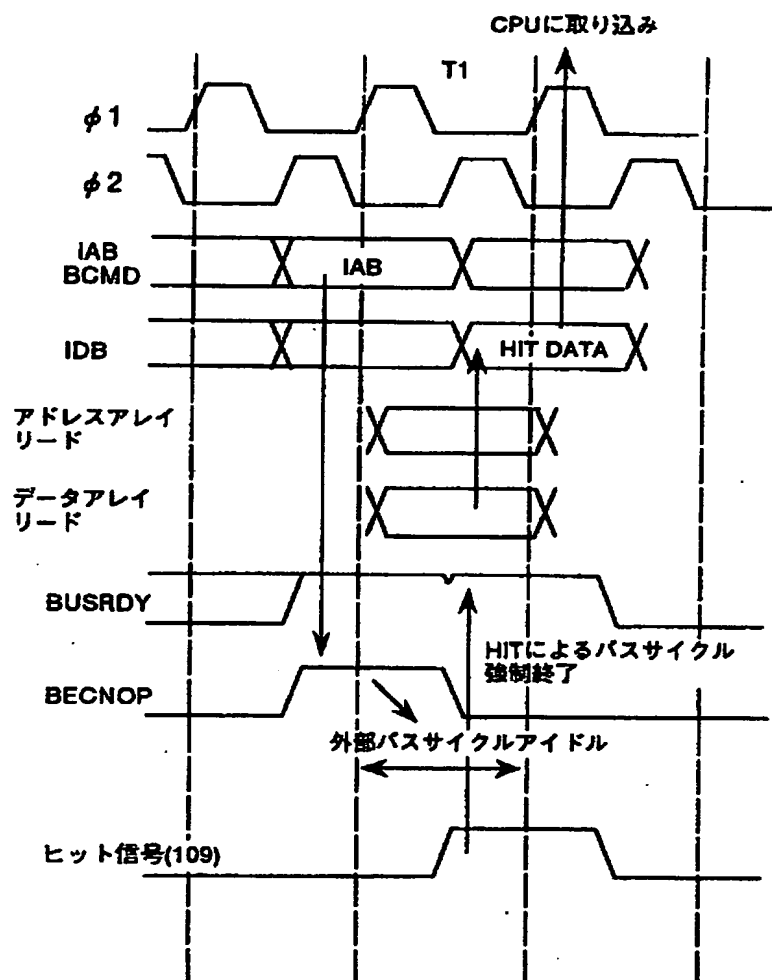 CPUに取り込み
T1
φ1
φ2
IAB
BCMD
IAB
IDB
HIT DATA
アドレスアレイ
リード
データアレイ
リード
BUSRDY
HITによるバスサイクル
強制終了
BECNOP
外部バスサイクルアイドル
ヒット信号(109)